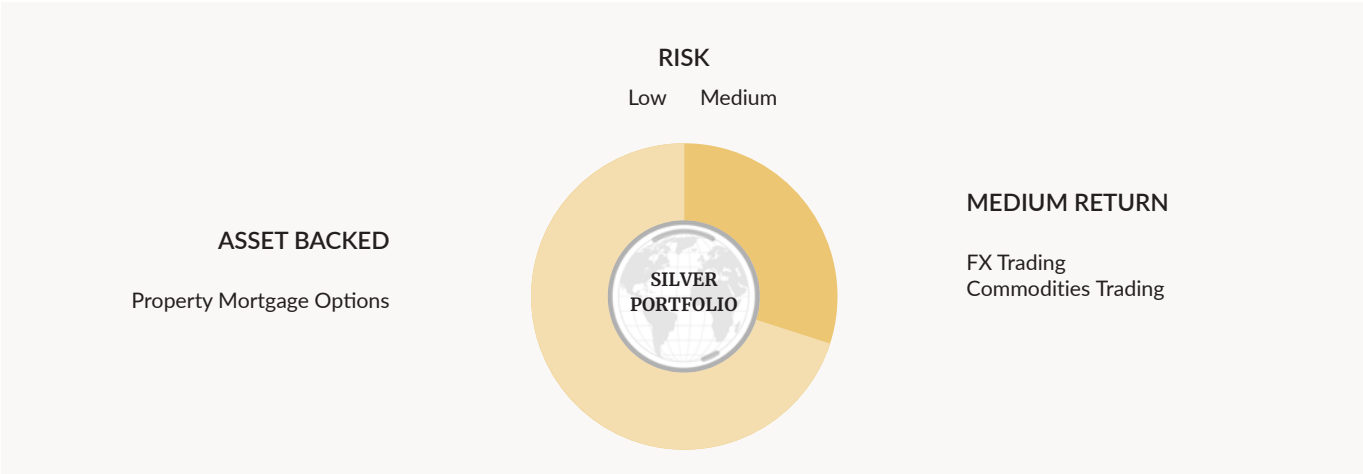 RISK
Low Medium
ASSET BACKED
Property Mortgage Options
SILVER
PORTFOLIO
MEDIUM RETURN
FX Trading
Commodities Trading